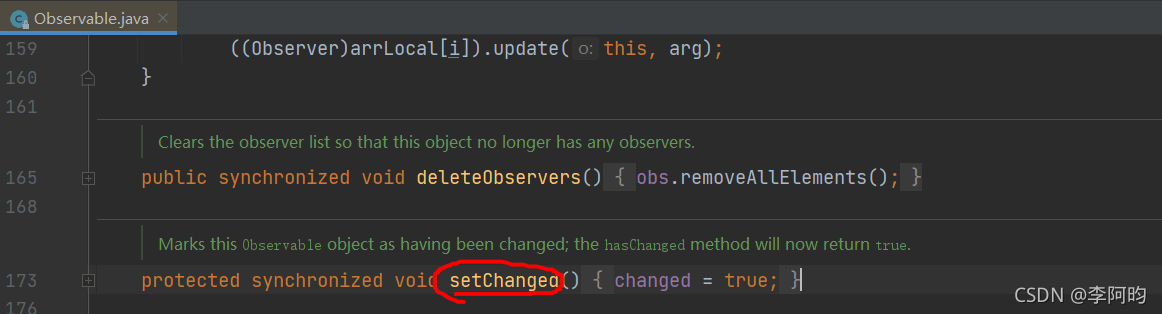 Observable.java
159 ((Observer)arrLocal[i]).update( o: this, arg);
160 }
161
Clears the observer list so that this object no longer has any observers.
165 public synchronized void deleteObservers() { obs.removeAllElements(); }
168
Marks this Observable object as having been changed; the hasChanged method will now return true.
173 protected synchronized void setChanged() { changed = true; }
176
CSDN @李阿昀